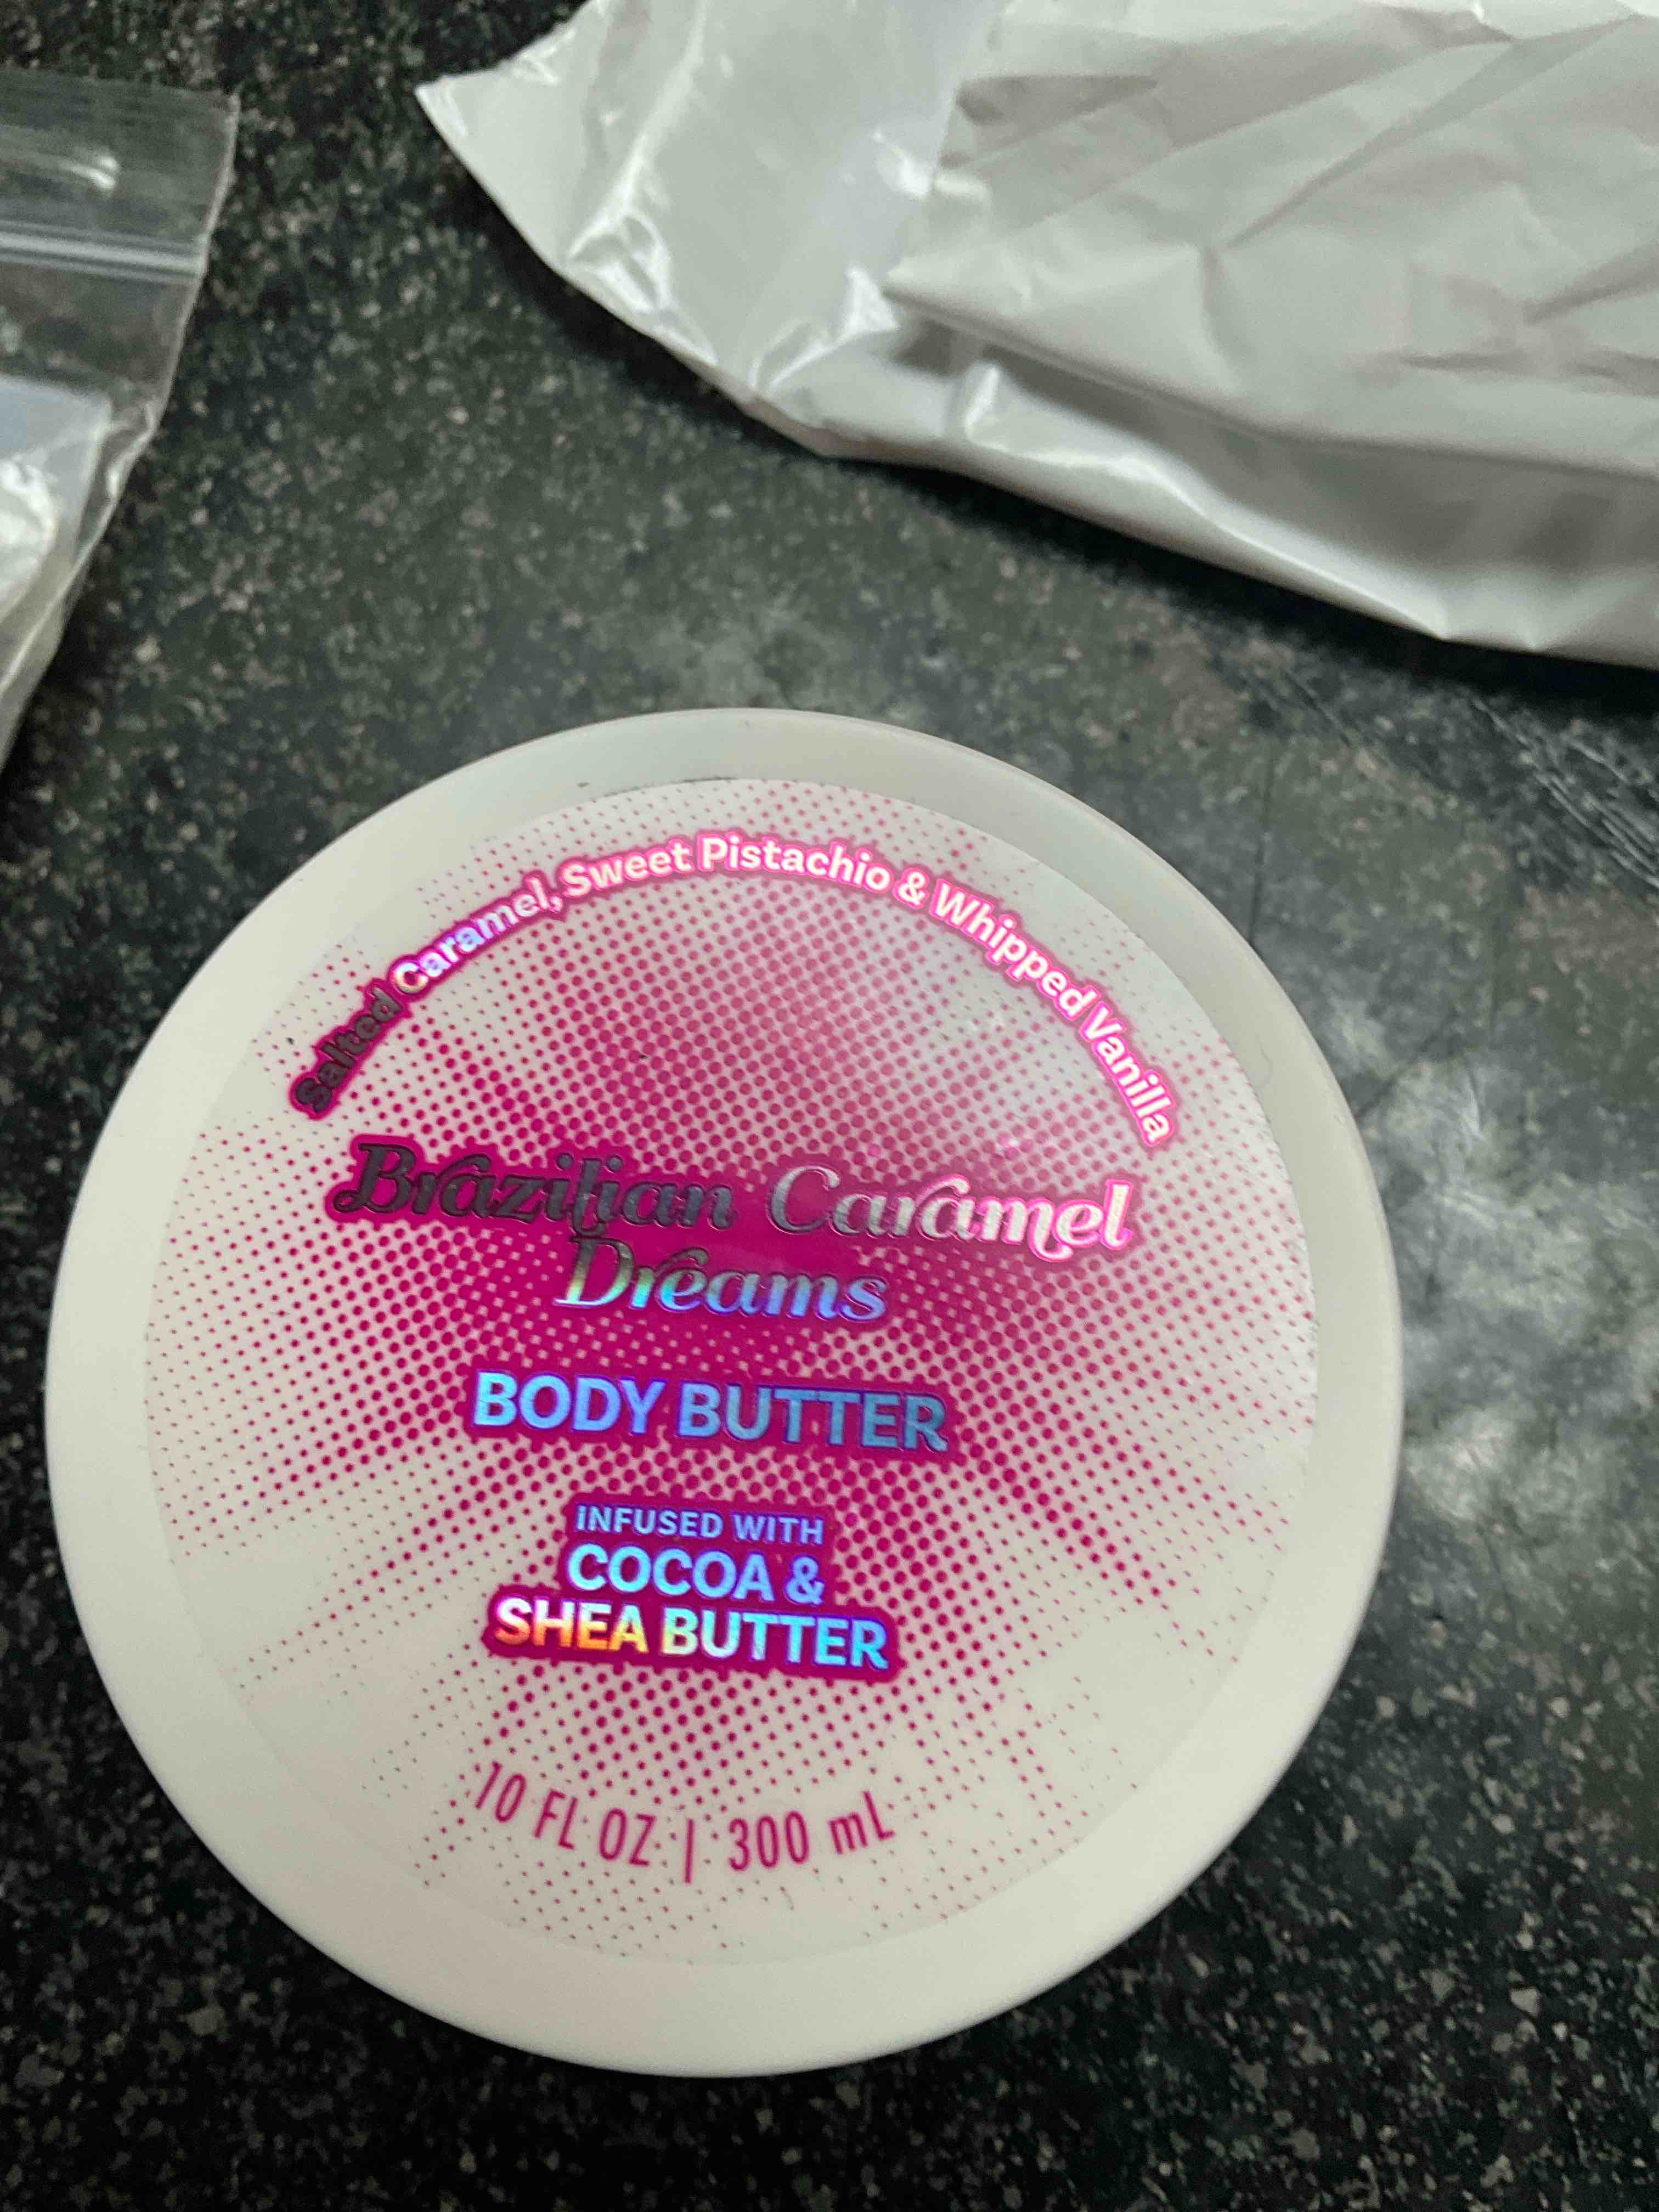 Salted Caramel, Sweet Pistachio & Whipped Vanilla
Brazilian Caramel
Dreams
BODY BUTTER
INFUSED WITH
COCOA &
SHEA BUTTER
10 FL OZ | 300 mL